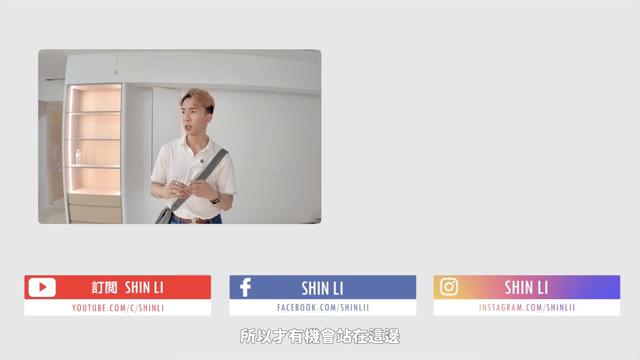 訂閱 SHIN LI
YOUTUBE.COM/C/SHINLI
SHIN LI
FACEBOOK.COM/SHINLII
SHIN LI
INSTAGRAM.COM/SHINLII
所以才有機會站在這邊